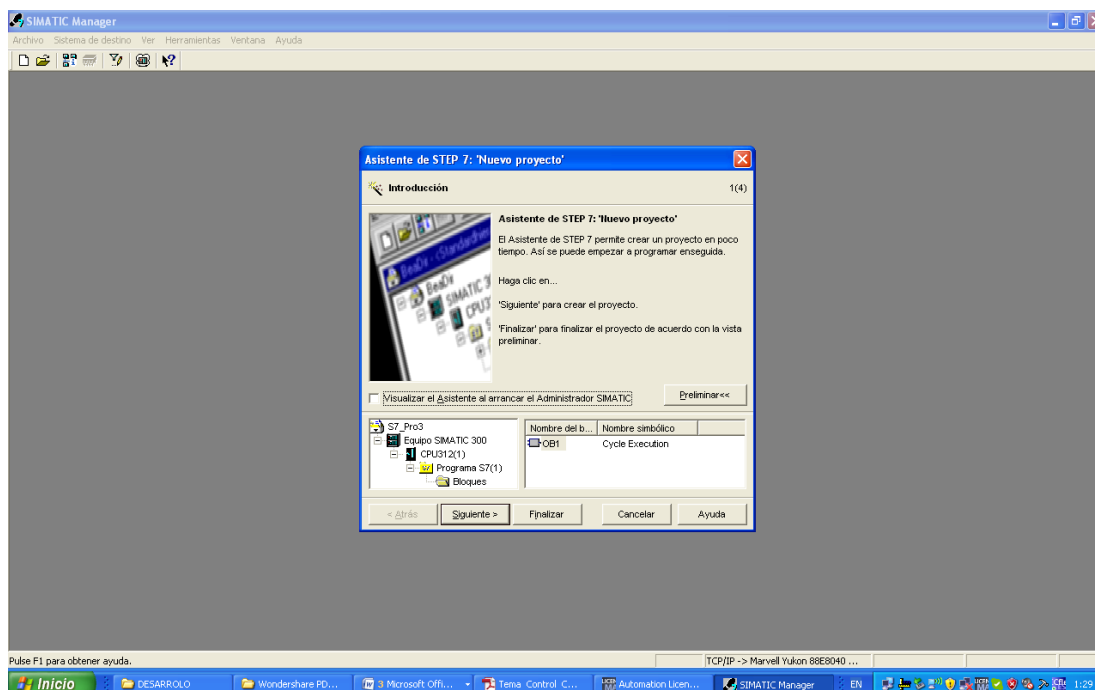 SIMATIC Manager
Archivo Sistema de destino Ver Herramientas Ventana Ayuda
Asistente de STEP 7: 'Nuevo proyecto'
Introducción 1(4)
Asistente de STEP 7: 'Nuevo proyecto'
El Asistente de STEP 7 permite crear un proyecto en poco
tiempo. Así se puede empezar a programar enseguida.
Haga clic en...
'Siguiente' para crear el proyecto.
'Finalizar' para finalizar el proyecto de acuerdo con la vista
preliminar.
BeaDir - (Standardhier
BeaDir
SIMATIC 3
CPU3
Visualizar el Asistente al arrancar el Administrador SIMATIC
Preliminar<<
S7_Pro3
Equipo SIMATIC 300
CPU312(1)
Programa S7(1)
Bloques
Nombre del b... Nombre simbólico
OB1 Cycle Execution
< Atrás Siguiente > Finalizar Cancelar Ayuda
Pulse F1 para obtener ayuda.
TCP/IP -> Marvell Yukon 88E8040 ...
Inicio DESARROLO Wondershare PD... 3 Microsoft Offi... Tema Control C... Automation Licen... SIMATIC Manager EN 1:29